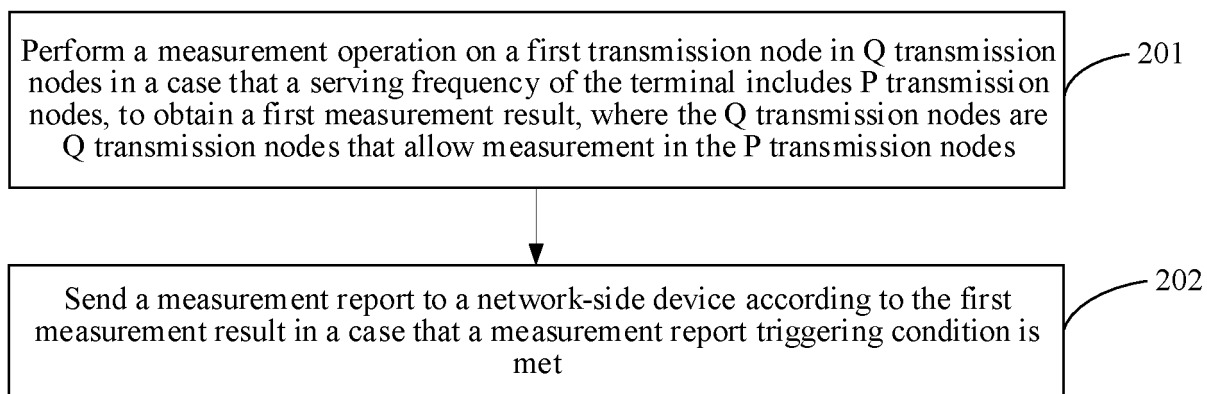 Perform a measurement operation on a first transmission node in Q transmission
nodes in a case that a serving frequency of the terminal includes P transmission
nodes, to obtain a first measurement result, where the Q transmission nodes are
Q transmission nodes that allow measurement in the P transmission nodes
201
Send a measurement report to a network-side device according to the first
measurement result in a case that a measurement report triggering condition is
met
202